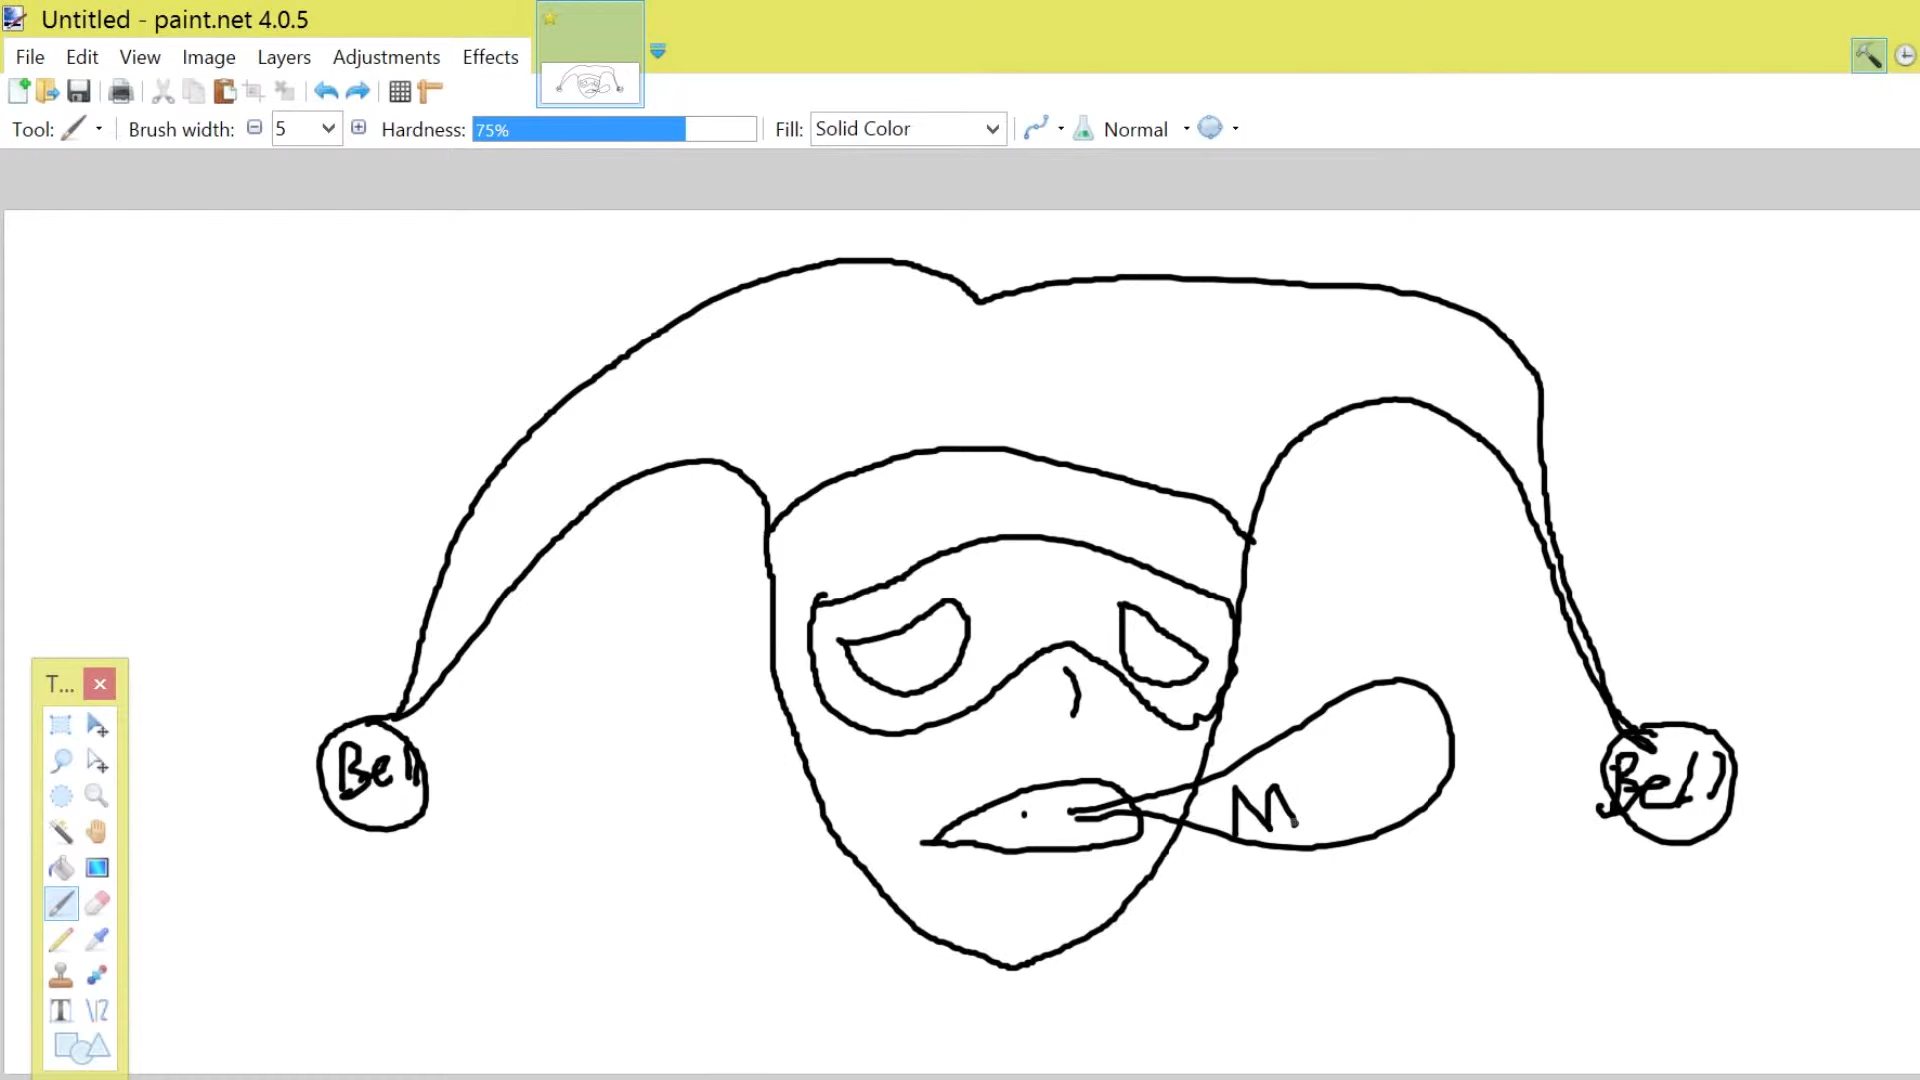 Untitled - paint.net 4.0.5
File Edit View Image Layers Adjustments Effects
Tool: Brush width: 5 Hardness: 75% Fill: Solid Color Normal
T...
Bell
Bell
M